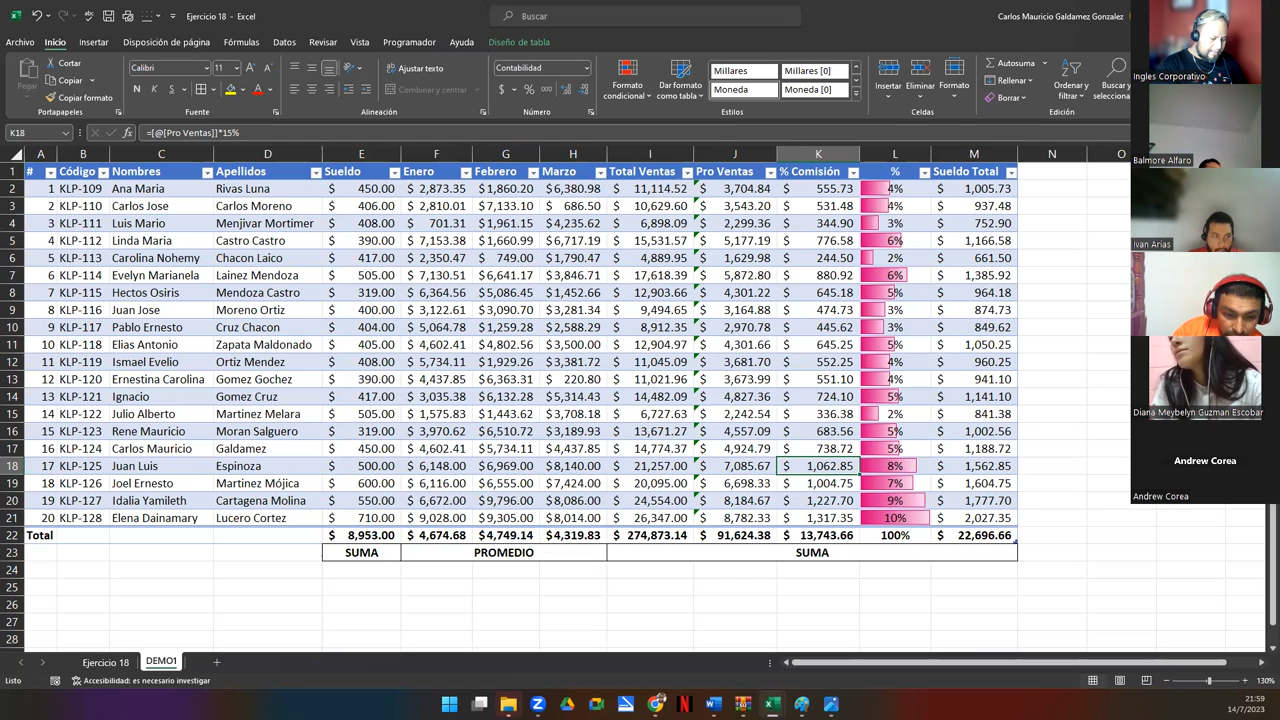 Ejercicio 18 - Excel
Buscar
Carlos Mauricio Galdamez Gonzalez
Archivo Inicio Insertar Disposición de página Fórmulas Datos Revisar Vista Programador Ayuda Diseño de tabla
Pegar
Cortar
Copiar
Copiar formato
Portapapeles
Calibri 11
N K S
Fuente
Ajustar texto
Combinar y centrar
Alineación
Contabilidad
$ % 000
Número
Formato condicional
Dar formato como tabla
Millares Millares [0]
Moneda Moneda [0]
Estilos
Insertar Eliminar Formato
Celdas
Autosuma
Rellenar
Borrar
Ordenar y filtrar
Buscar y
Edición
K18 =[@[Pro Ventas]]*15%
A B C D E F G H I J K L M N O
1 # Código Nombres Apellidos Sueldo Enero Febrero Marzo Total Ventas Pro Ventas % Comisión % Sueldo Total
2 1 KLP-109 Ana Maria Rivas Luna $ 450.00 $ 2,873.35 $1,860.20 $6,380.98 $ 11,114.52 $ 3,704.84 $ 555.73 4% $ 1,005.73
3 2 KLP-110 Carlos Jose Carlos Moreno $ 406.00 $ 2,810.01 $7,133.10 $ 686.50 $ 10,629.60 $ 3,543.20 $ 531.48 4% $ 937.48
4 3 KLP-111 Luis Mario Menjivar Mortimer $ 408.00 $ 701.31 $1,961.15 $4,235.62 $ 6,898.09 $ 2,299.36 $ 344.90 3% $ 752.90
5 4 KLP-112 Linda Maria Castro Castro $ 390.00 $ 7,153.38 $1,660.99 $6,717.19 $ 15,531.57 $ 5,177.19 $ 776.58 6% $ 1,166.58
6 5 KLP-113 Carolina Nohemy Chacon Laico $ 417.00 $ 2,350.47 $ 749.00 $1,790.47 $ 4,889.95 $ 1,629.98 $ 244.50 2% $ 661.50
7 6 KLP-114 Evelyn Marianela Lainez Mendoza $ 505.00 $ 7,130.51 $6,641.17 $3,846.71 $ 17,618.39 $ 5,872.80 $ 880.92 6% $ 1,385.92
8 7 KLP-115 Hectos Osiris Mendoza Castro $ 319.00 $ 6,364.56 $5,086.45 $1,452.66 $ 12,903.66 $ 4,301.22 $ 645.18 5% $ 964.18
9 8 KLP-116 Juan Jose Moreno Ortiz $ 400.00 $ 3,122.61 $3,090.70 $3,281.34 $ 9,494.65 $ 3,164.88 $ 474.73 3% $ 874.73
10 9 KLP-117 Pablo Ernesto Cruz Chacon $ 404.00 $ 5,064.78 $1,259.28 $2,588.29 $ 8,912.35 $ 2,970.78 $ 445.62 3% $ 849.62
11 10 KLP-118 Elias Antonio Zapata Maldonado $ 405.00 $ 4,602.41 $4,802.56 $3,500.00 $ 12,904.97 $ 4,301.66 $ 645.25 5% $ 1,050.25
12 11 KLP-119 Ismael Evelio Ortiz Mendez $ 408.00 $ 5,734.11 $1,929.26 $3,381.72 $ 11,045.09 $ 3,681.70 $ 552.25 4% $ 960.25
13 12 KLP-120 Ernestina Carolina Gomez Gochez $ 390.00 $ 4,437.85 $6,363.31 $ 220.80 $ 11,021.96 $ 3,673.99 $ 551.10 4% $ 941.10
14 13 KLP-121 Ignacio Gomez Cruz $ 417.00 $ 3,035.38 $6,132.28 $5,314.43 $ 14,482.09 $ 4,827.36 $ 724.10 5% $ 1,141.10
15 14 KLP-122 Julio Alberto Martinez Melara $ 505.00 $ 1,575.83 $1,443.62 $3,708.18 $ 6,727.63 $ 2,242.54 $ 336.38 2% $ 841.38
16 15 KLP-123 Rene Mauricio Moran Salguero $ 319.00 $ 3,970.62 $7,510.72 $2,189.93 $ 13,671.27 $ 4,557.09 $ 683.56 5% $ 1,002.56
17 16 KLP-124 Carlos Mauricio Galdamez $ 450.00 $ 4,602.41 $5,734.11 $4,437.85 $ 14,774.37 $ 4,924.79 $ 738.72 5% $ 1,188.72
18 17 KLP-125 Juan Luis Espinoza $ 500.00 $ 6,148.00 $6,969.00 $8,140.00 $ 21,257.00 $ 7,085.67 $ 1,062.85 8% $ 1,562.85
19 18 KLP-126 Joel Ernesto Martinez Mójica $ 600.00 $ 6,116.00 $6,555.00 $7,424.00 $ 20,095.00 $ 6,698.33 $ 1,004.75 7% $ 1,604.75
20 19 KLP-127 Idalia Yamileth Cartagena Molina $ 550.00 $ 6,672.00 $9,796.00 $8,086.00 $ 24,554.00 $ 8,184.67 $ 1,227.70 9% $ 1,777.70
21 20 KLP-128 Elena Dainamary Lucero Cortez $ 710.00 $ 9,028.00 $9,305.00 $8,014.00 $ 26,347.00 $ 8,782.33 $ 1,317.35 10% $ 2,027.35
22 Total $ 8,953.00 $ 4,674.68 $4,749.14 $4,319.83 $ 274,873.14 $ 91,624.38 $ 13,743.66 100% $ 22,696.66
23 SUMA PROMEDIO SUMA
24
25
26
27
28
Ejercicio 18 DEMO1
Listo Accesibilidad: es necesario investigar 130%
21:59
14/7/2023
Ingles Corporativo
Balmore Alfaro
Ivan Arias
Diana Meybelyn Guzman Escobar
Andrew Corea
Andrew Corea